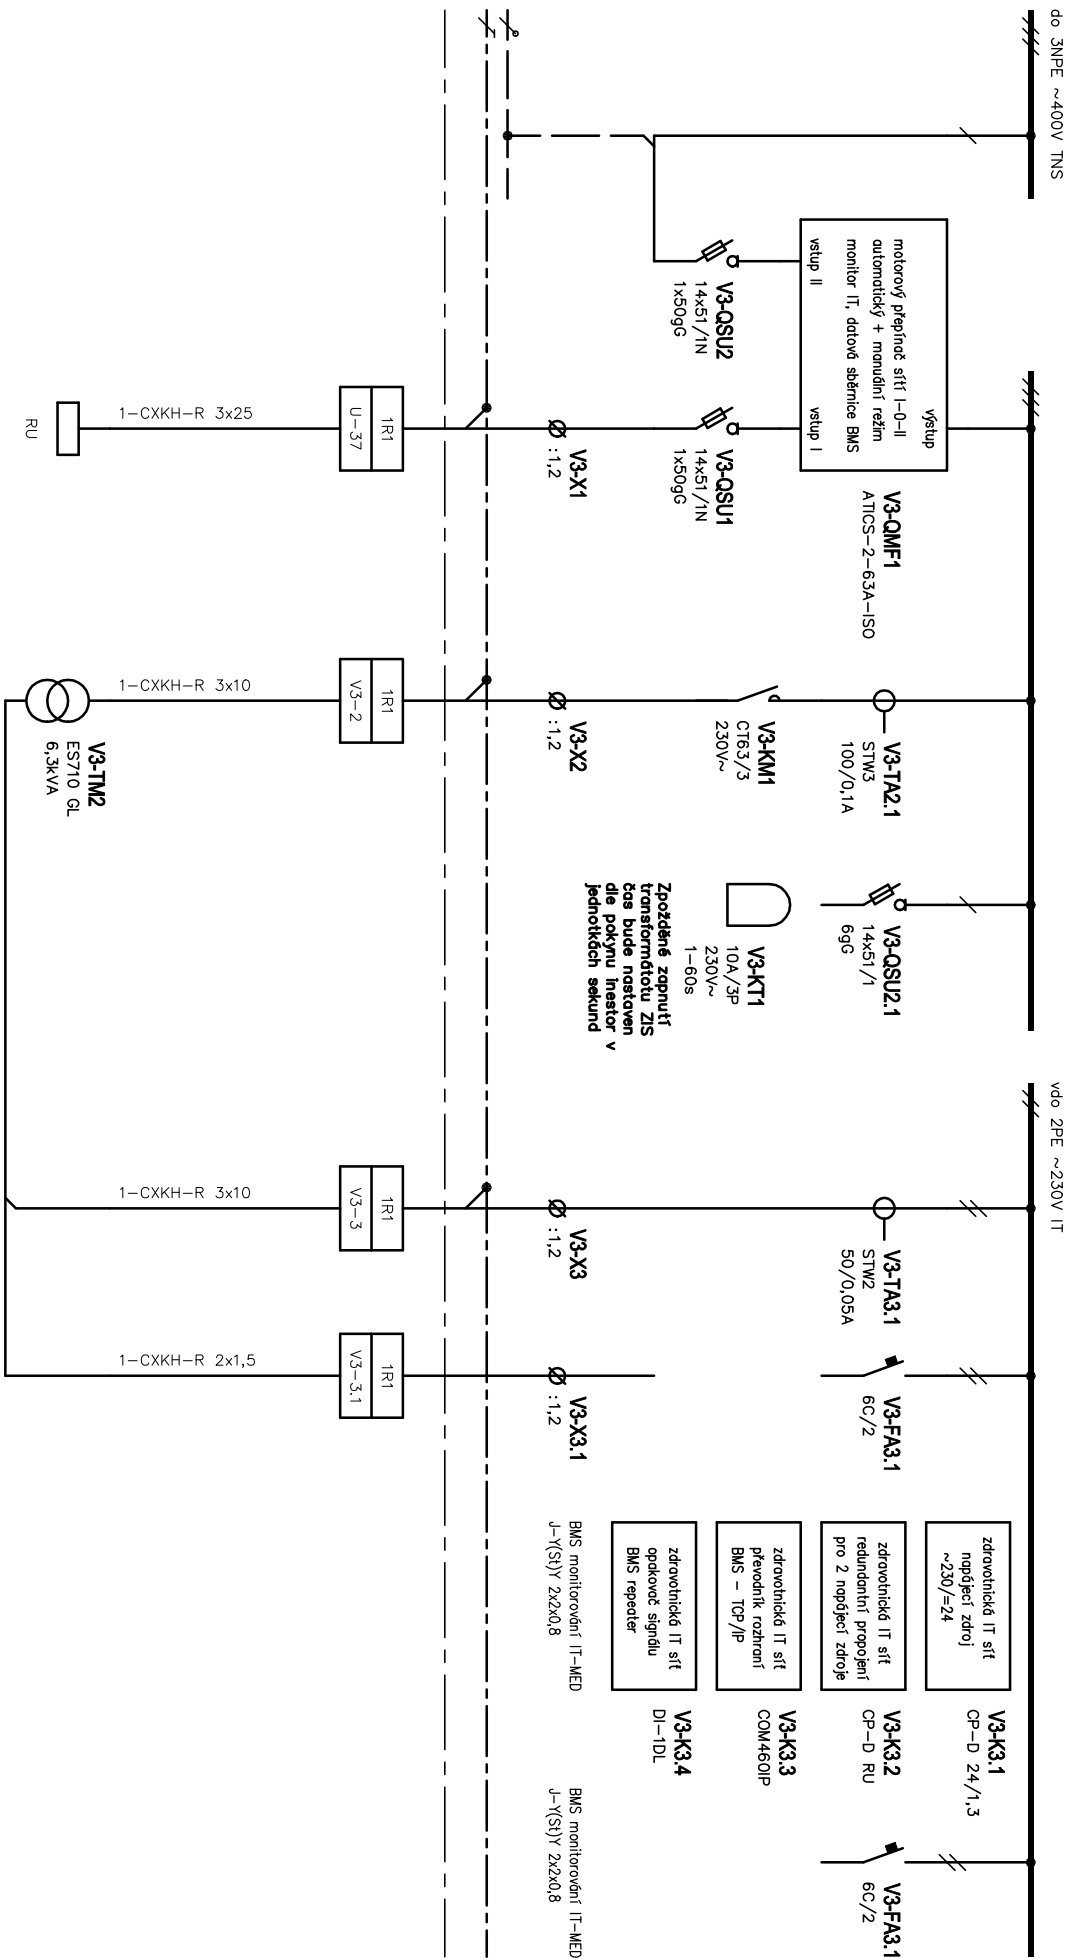 do 3NPE ~400V TNS
vdo 2PE ~230V IT
výstup
motorový přepínač sítí I-0-II
automatický + manuální režim
monitor IT, datová sběrnice BMS
vstup II
vstup I
V3-QMF1
ATICS-2-63A-ISO
V3-QSU2
14x51/1N
1x50gG
V3-QSU1
14x51/1N
1x50gG
V3-X1
:1,2
1R1
U-37
1-CXKH-R 3x25
RU
V3-TA2.1
STW3
100/0,1A
V3-KM1
CT63/3
230V~
V3-X2
:1,2
1R1
V3-2
1-CXKH-R 3x10
V3-TM2
ES710 GL
6,3kVA
V3-QSU2.1
14x51/1
6gG
V3-KT1
10A/3P
230V~
1-60s
Zpožděné zapnutí
transformátotu ZIS
čas bude nastaven
dle pokynu inestor v
jednotkách sekund
V3-TA3.1
STW2
50/0,05A
V3-X3
:1,2
1R1
V3-3
1-CXKH-R 3x10
V3-FA3.1
6C/2
V3-X3.1
:1,2
1R1
V3-3.1
1-CXKH-R 2x1,5
zdravotnická IT síť
napájecí zdroj
~230/=24
V3-K3.1
CP-D 24/1,3
zdravotnická IT síť
redundantní propojení
pro 2 napájecí zdroje
V3-K3.2
CP-D RU
zdravotnická IT síť
převodník rozhraní
BMS - TCP/IP
V3-K3.3
COM460IP
zdravotnická IT síť
opakovač signálu
BMS repeater
V3-K3.4
DI-1DL
BMS monitorování IT-MED
J-Y(St)Y 2x2x0,8
BMS monitorování IT-MED
J-Y(St)Y 2x2x0,8
V3-FA3.1
6C/2